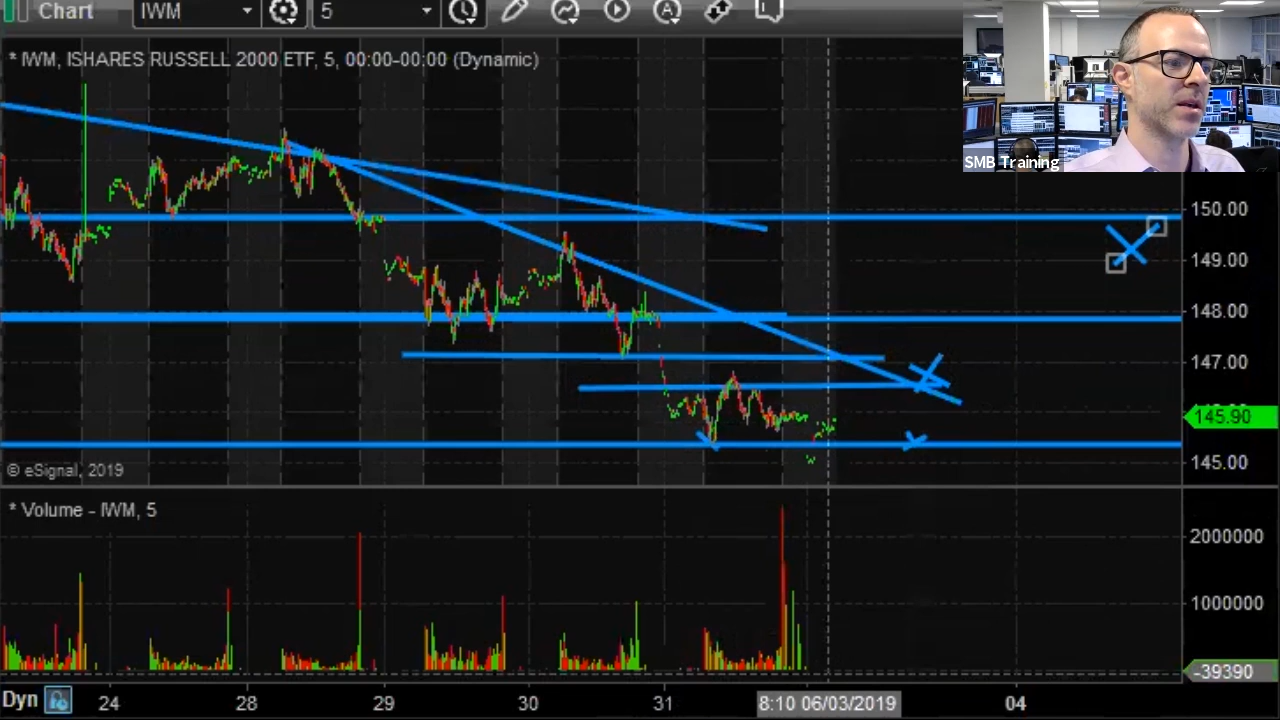 Chart
IWM
5
* IWM, ISHARES RUSSELL 2000 ETF, 5, 00:00-00:00 (Dynamic)
SMB Training
150.00
149.00
148.00
147.00
145.90
145.00
© eSignal, 2019
* Volume - IWM, 5
2000000
1000000
-39390
Dyn
24
28
29
30
31
8:10 06/03/2019
04